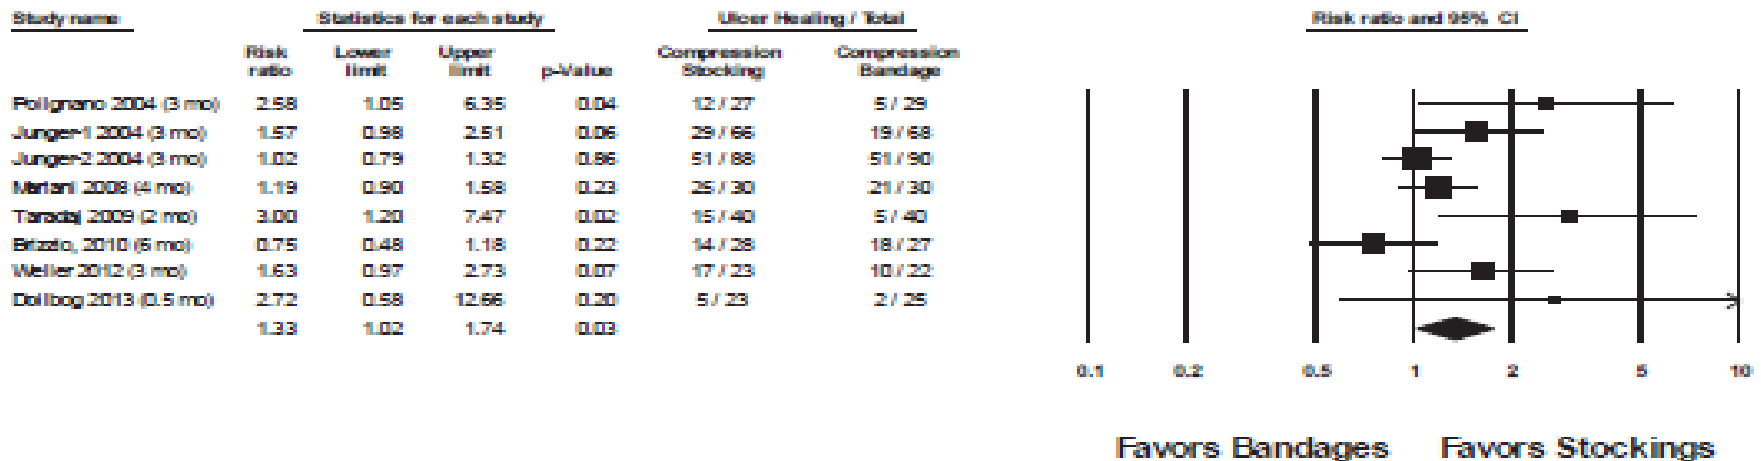 Study name Statistics for each study Ulcer Healing / Total Risk ratio and 95% CI
Risk ratio Lower limit Upper limit p-Value Compression Stocking Compression Bandage
Polignano 2004 (3 mo) 2.58 1.05 6.35 0.04 12 / 27 5 / 29
Junger-1 2004 (3 mo) 1.57 0.98 2.51 0.06 29 / 66 19 / 68
Junger-2 2004 (3 mo) 1.02 0.79 1.32 0.86 51 / 88 51 / 90
Mariani 2008 (4 mo) 1.19 0.90 1.58 0.23 25 / 30 21 / 30
Taradaj 2009 (2 mo) 3.00 1.20 7.47 0.02 15 / 40 5 / 40
Brizzio, 2010 (6 mo) 0.75 0.48 1.18 0.22 14 / 28 18 / 27
Weller 2012 (3 mo) 1.63 0.97 2.73 0.07 17 / 23 10 / 22
Dolibog 2013 (0.5 mo) 2.72 0.58 12.66 0.20 5 / 23 2 / 25
1.33 1.02 1.74 0.03
0.1 0.2 0.5 1 2 5 10
Favors Bandages Favors Stockings